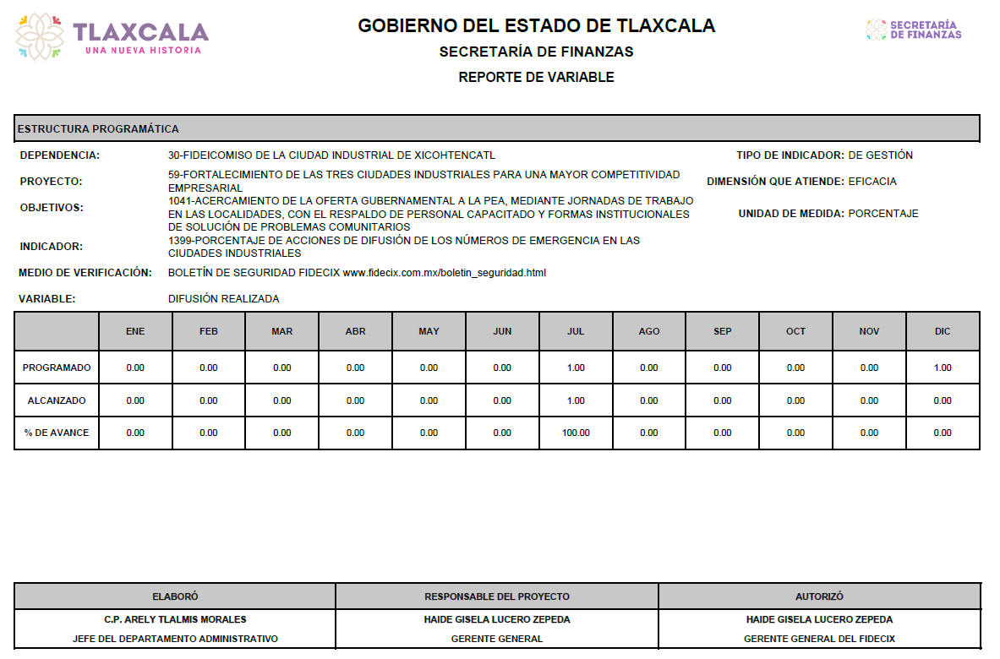 TLAXCALA
UNA NUEVA HISTORIA
GOBIERNO DEL ESTADO DE TLAXCALA
SECRETARÍA DE FINANZAS
REPORTE DE VARIABLE
SECRETARÍA
DE FINANZAS
ESTRUCTURA PROGRAMÁTICA
DEPENDENCIA: 30-FIDEICOMISO DE LA CIUDAD INDUSTRIAL DE XICOHTENCATL TIPO DE INDICADOR: DE GESTIÓN
PROYECTO: 59-FORTALECIMIENTO DE LAS TRES CIUDADES INDUSTRIALES PARA UNA MAYOR COMPETITIVIDAD
EMPRESARIAL
DIMENSIÓN QUE ATIENDE: EFICACIA
OBJETIVOS: 1041-ACERCAMIENTO DE LA OFERTA GUBERNAMENTAL A LA PEA, MEDIANTE JORNADAS DE TRABAJO
EN LAS LOCALIDADES, CON EL RESPALDO DE PERSONAL CAPACITADO Y FORMAS INSTITUCIONALES
DE SOLUCIÓN DE PROBLEMAS COMUNITARIOS
UNIDAD DE MEDIDA: PORCENTAJE
INDICADOR: 1399-PORCENTAJE DE ACCIONES DE DIFUSIÓN DE LOS NÚMEROS DE EMERGENCIA EN LAS
CIUDADES INDUSTRIALES
MEDIO DE VERIFICACIÓN: BOLETÍN DE SEGURIDAD FIDECIX www.fidecix.com.mx/boletin_seguridad.html
VARIABLE: DIFUSIÓN REALIZADA
ENE FEB MAR ABR MAY JUN JUL AGO SEP OCT NOV DIC
PROGRAMADO 0.00 0.00 0.00 0.00 0.00 0.00 1.00 0.00 0.00 0.00 0.00 1.00
ALCANZADO 0.00 0.00 0.00 0.00 0.00 0.00 1.00 0.00 0.00 0.00 0.00 0.00
% DE AVANCE 0.00 0.00 0.00 0.00 0.00 0.00 100.00 0.00 0.00 0.00 0.00 0.00
ELABORÓ RESPONSABLE DEL PROYECTO AUTORIZÓ
C.P. ARELY TLALMIS MORALES HAIDE GISELA LUCERO ZEPEDA HAIDE GISELA LUCERO ZEPEDA
JEFE DEL DEPARTAMENTO ADMINISTRATIVO GERENTE GENERAL GERENTE GENERAL DEL FIDECIX